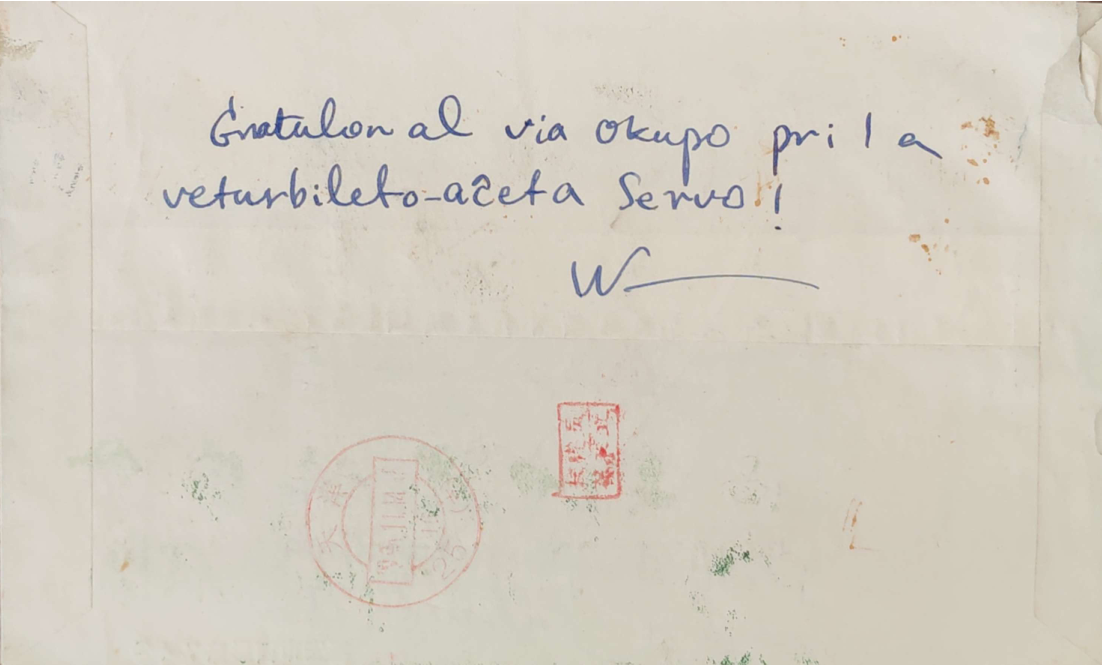 Gratulon al via okupo pri la
veturbileto-aĉeta Servo!
W